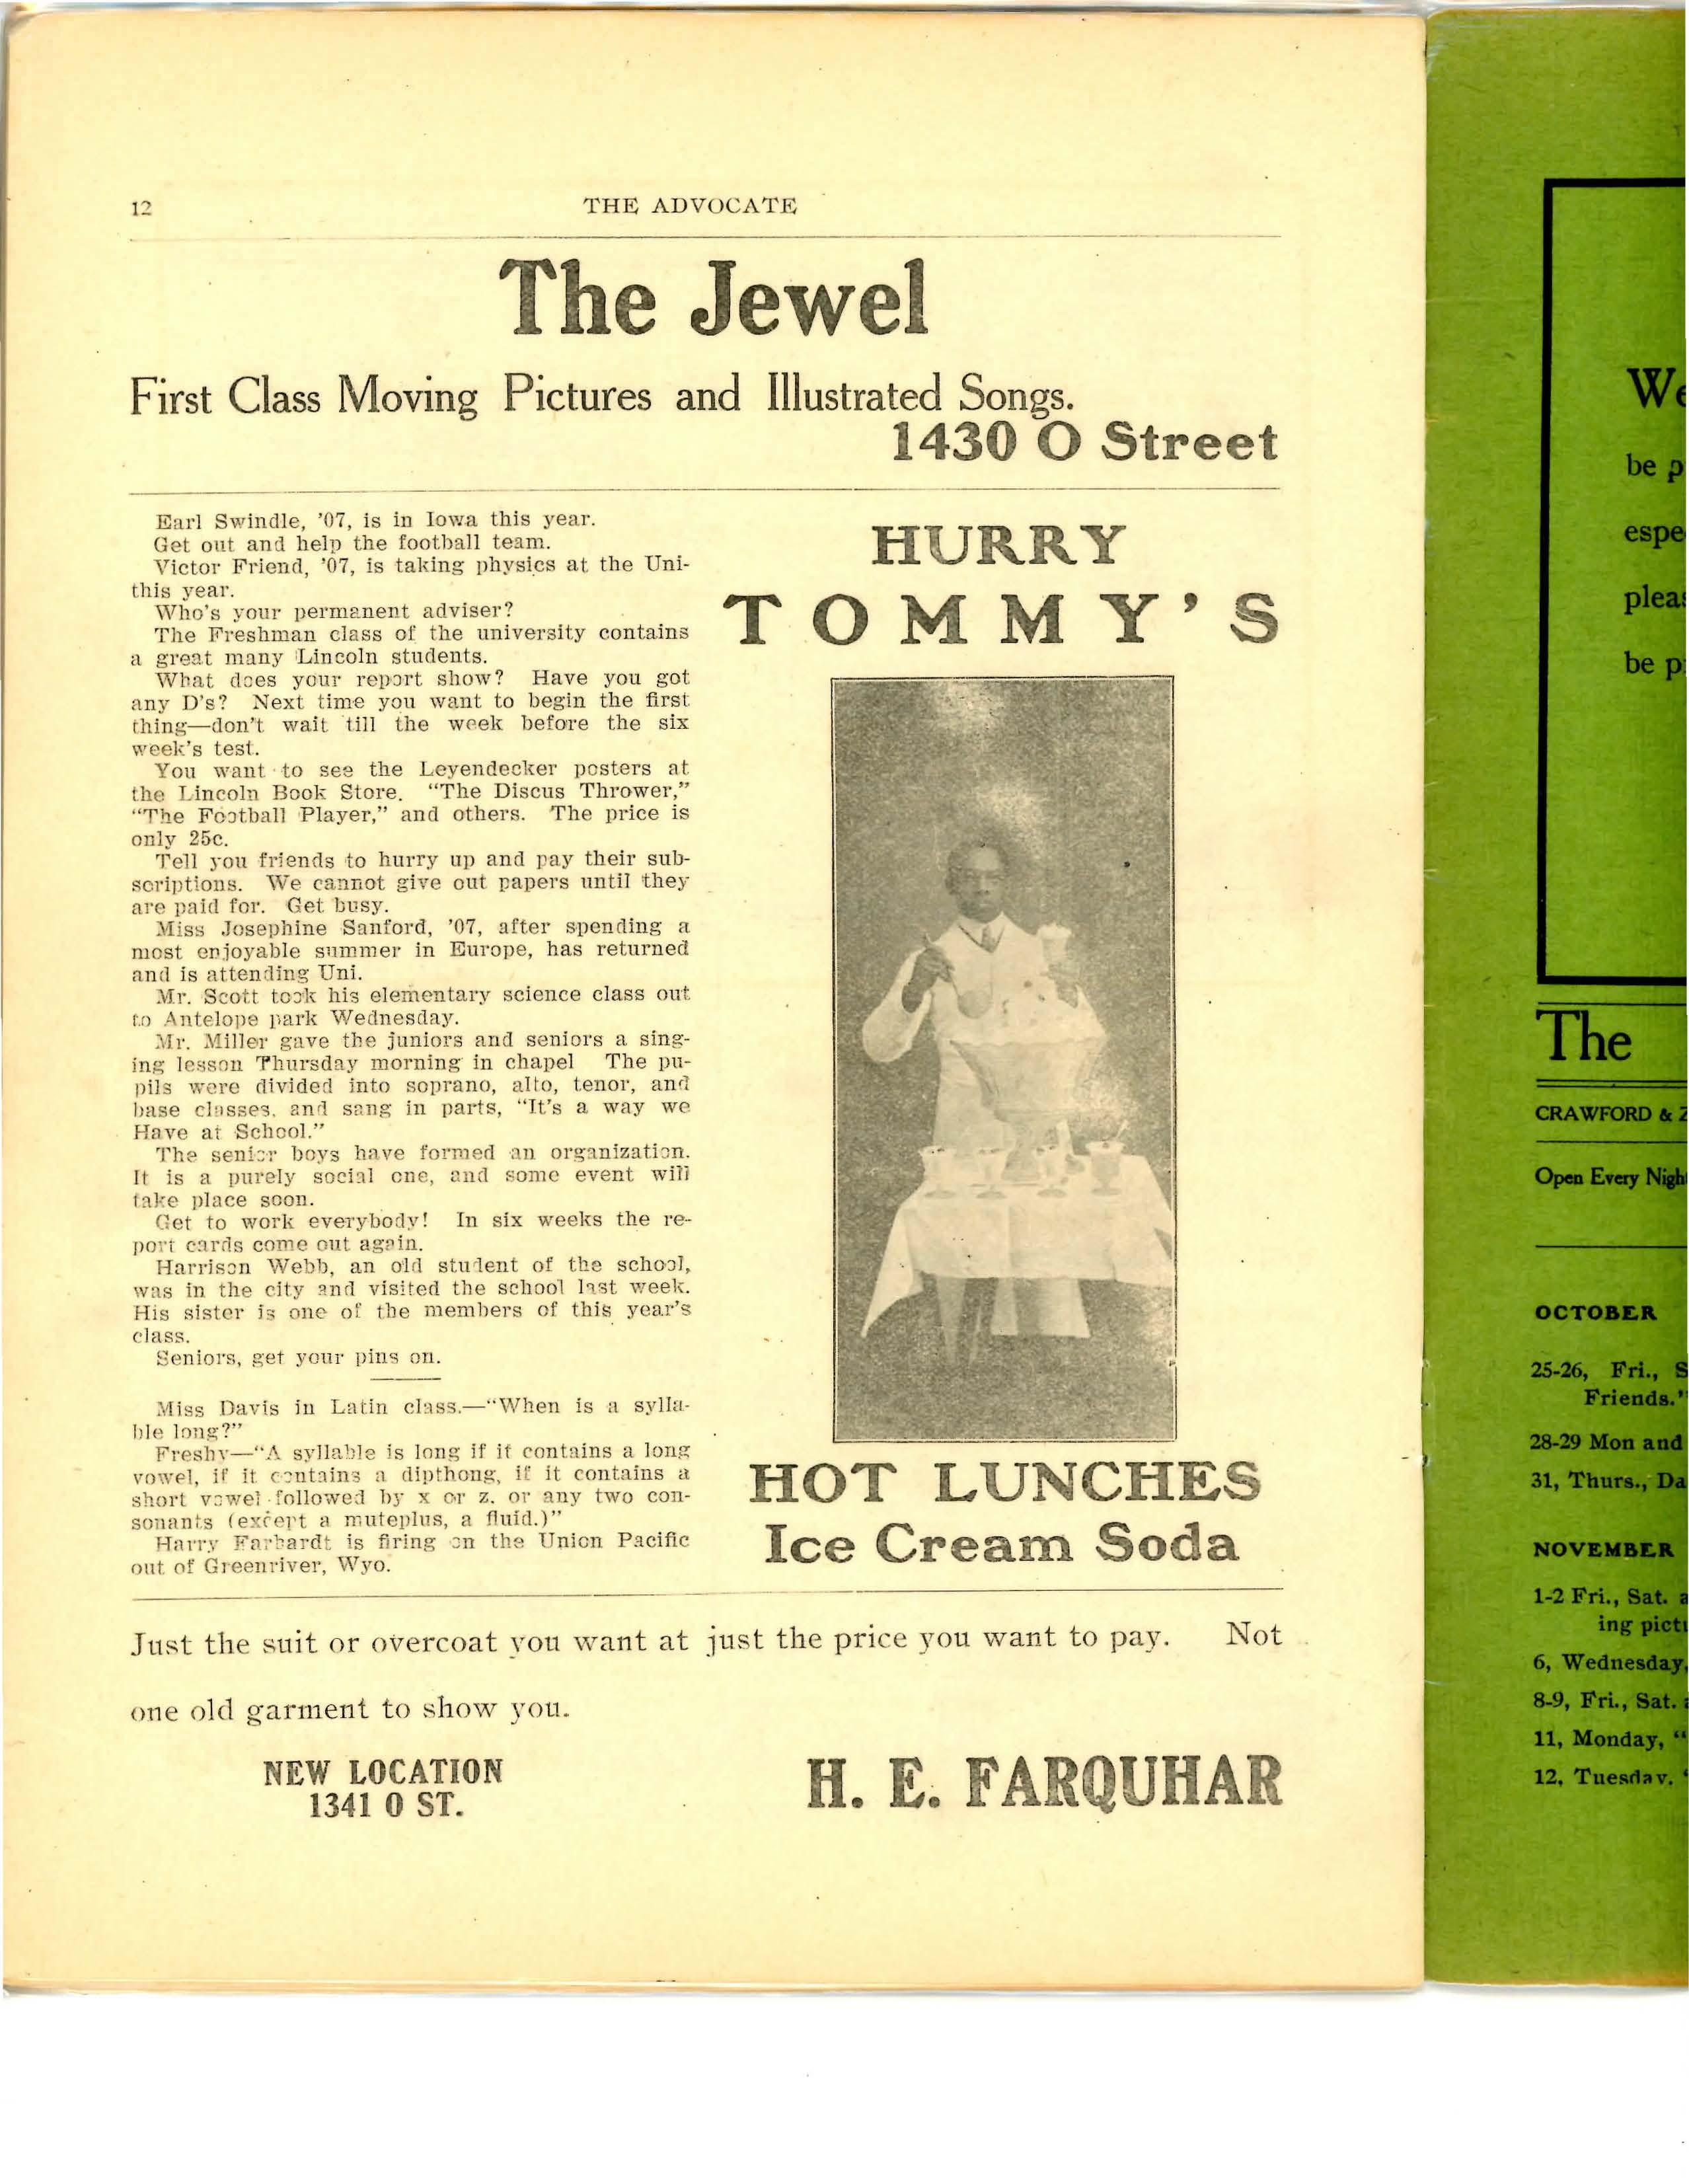 12
THE ADVOCATE
The Jewel
First Class Moving Pictures and Illustrated Songs.
1430 O Street
Earl Swindle, '07, is in Iowa this year.
Get out and help the football team.
Victor Friend, '07, is taking physics at the Uni-
this year.
Who's your permanent adviser?
The Freshman class of the university contains
a great many Lincoln students.
What does your report show? Have you got
any D's? Next time you want to begin the first
thing—don't wait till the week before the six
week's test.
You want to see the Leyendecker posters at
the Lincoln Book Store. "The Discus Thrower,"
"The Football Player," and others. The price is
only 25c.
Tell you friends to hurry up and pay their sub-
scriptions. We cannot give out papers until they
are paid for. Get busy.
Miss Josephine Sanford, '07, after spending a
most enjoyable summer in Europe, has returned
and is attending Uni.
Mr. Scott took his elementary science class out
to Antelope park Wednesday.
Mr. Miller gave the juniors and seniors a sing-
ing lesson Thursday morning in chapel The pu-
pils were divided into soprano, alto, tenor, and
base classes. and sang in parts, "It's a way we
Have at School."
The senior boys have formed an organization.
It is a purely social one, and some event will
take place soon.
Get to work everybody! In six weeks the re-
port cards come out again.
Harrison Webb, an old student of the school,
was in the city and visited the school last week.
His sister is one of the members of this year's
class.
Seniors, get your pins on.
Miss Davis in Latin class.—"When is a sylla-
ble long?"
Freshy—"A syllable is long if it contains a long
vowel, if it contains a dipthong, if it contains a
short vowel followed by x or z. or any two con-
sonants (except a muteplus, a fluid.)"
Harry Farhardt is firing on the Union Pacific
out of Greenriver, Wyo.
HURRY
TOMMY'S
HOT LUNCHES
Ice Cream Soda
Just the suit or overcoat you want at just the price you want to pay. Not
one old garment to show you.
NEW LOCATION
1341 O ST.
H. E. FARQUHAR
We
be p
espe
pleas
be p
The
CRAWFORD & Z
Open Every Nigh
OCTOBER
25-26, Fri., S
Friends."
28-29 Mon and
31, Thurs., Da
NOVEMBER
1-2 Fri., Sat. a
ing pict
6, Wednesday,
8-9, Fri., Sat.
11, Monday, "
12, Tuesday, "